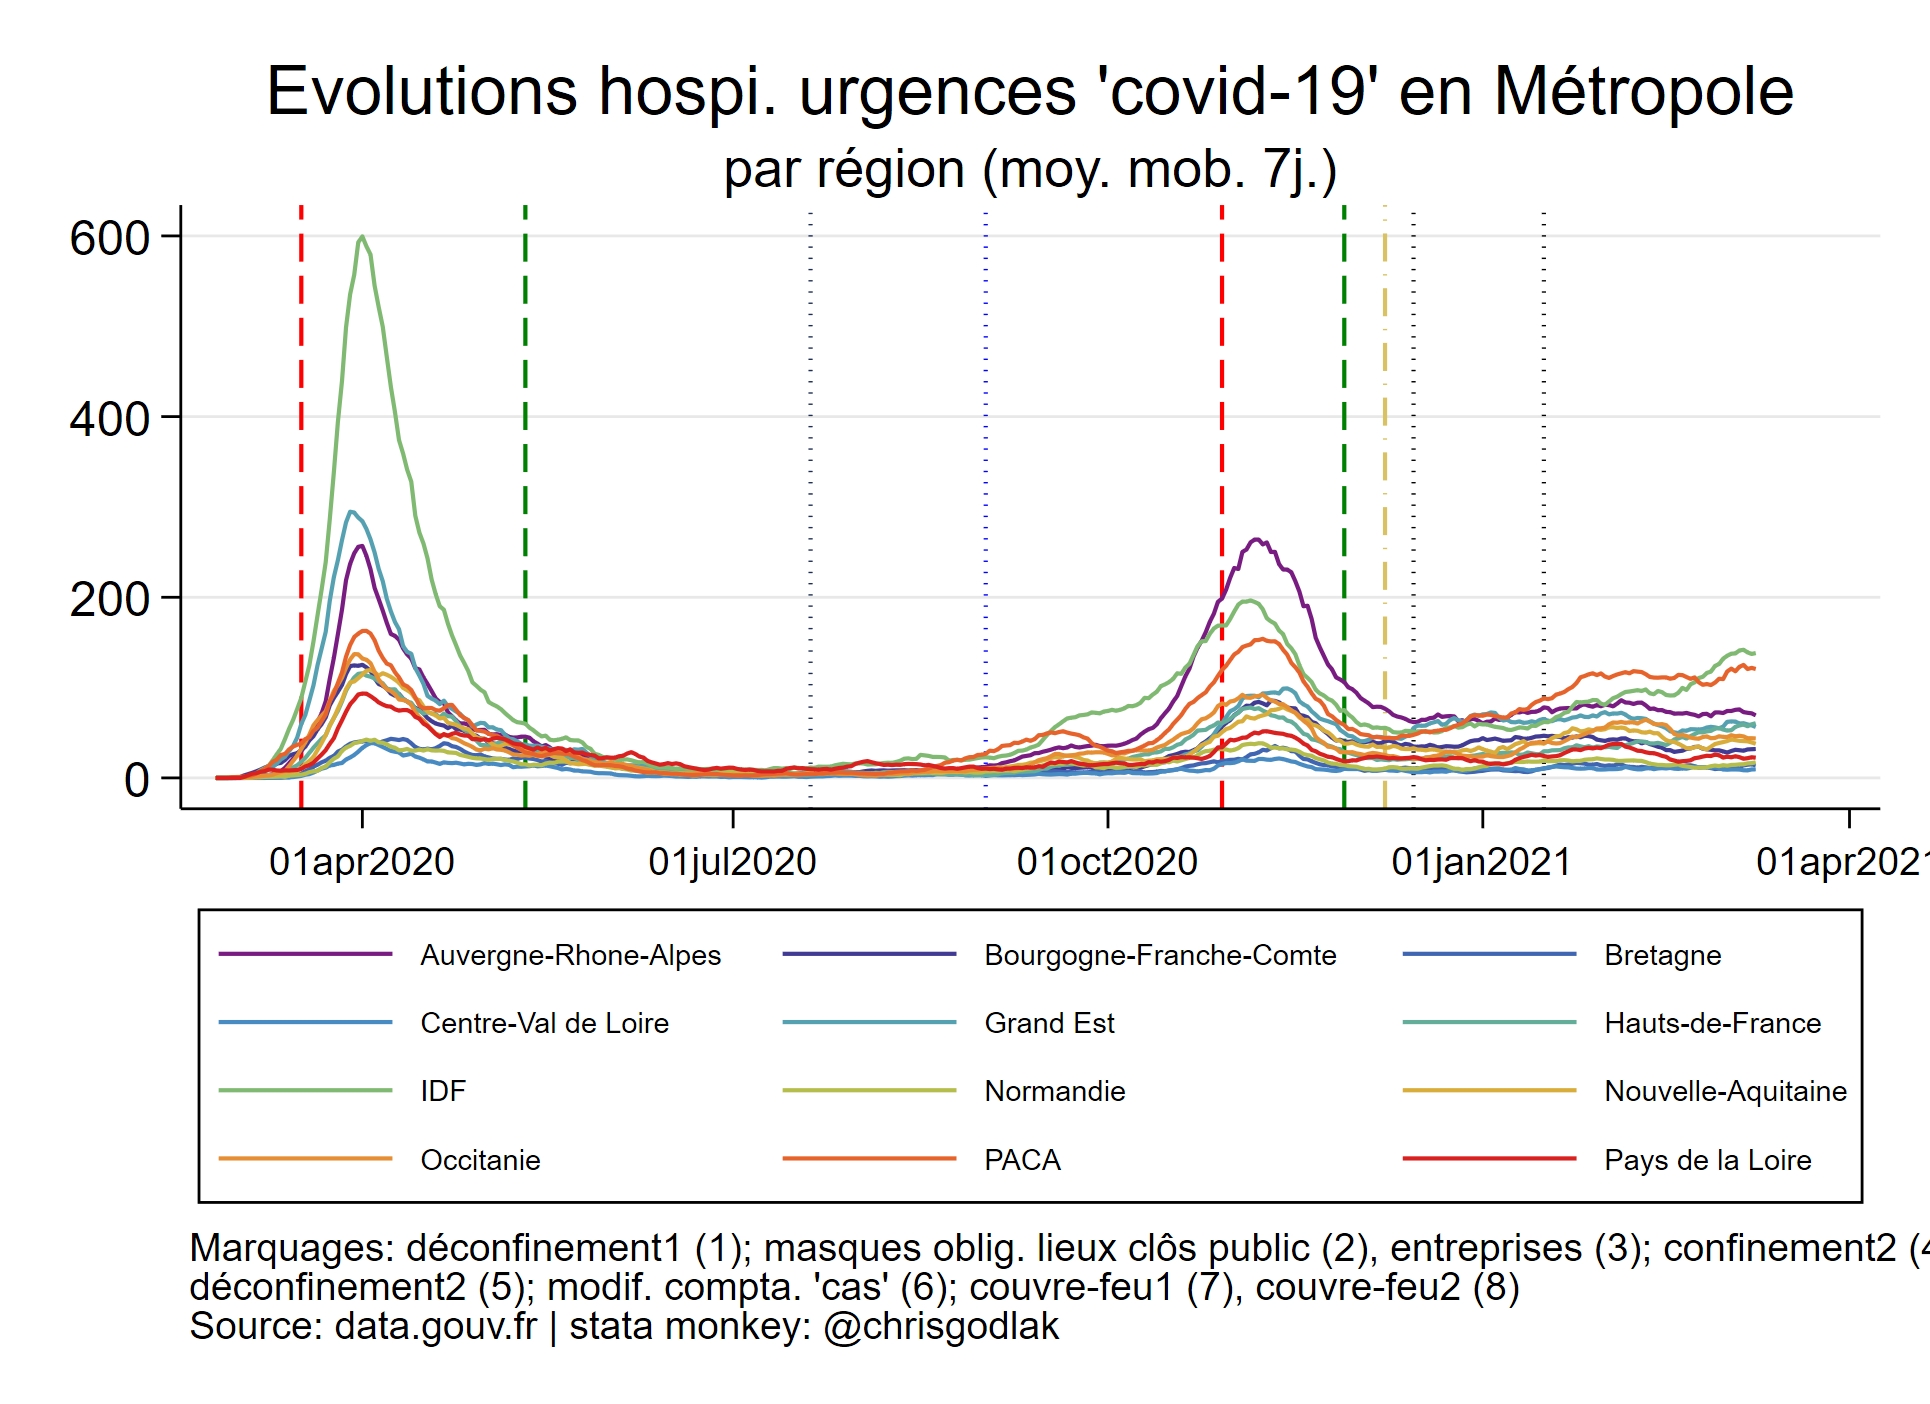 Evolutions hospi. urgences 'covid-19' en Métropole
par région (moy. mob. 7j.)
600
400
200
0
01apr2020 01jul2020 01oct2020 01jan2021 01apr2021
Auvergne-Rhone-Alpes Bourgogne-Franche-Comte Bretagne
Centre-Val de Loire Grand Est Hauts-de-France
IDF Normandie Nouvelle-Aquitaine
Occitanie PACA Pays de la Loire
Marquages: déconfinement1 (1); masques oblig. lieux clôs public (2), entreprises (3); confinement2 (4
déconfinement2 (5); modif. compta. 'cas' (6); couvre-feu1 (7), couvre-feu2 (8)
Source: data.gouv.fr | stata monkey: @chrisgodlak